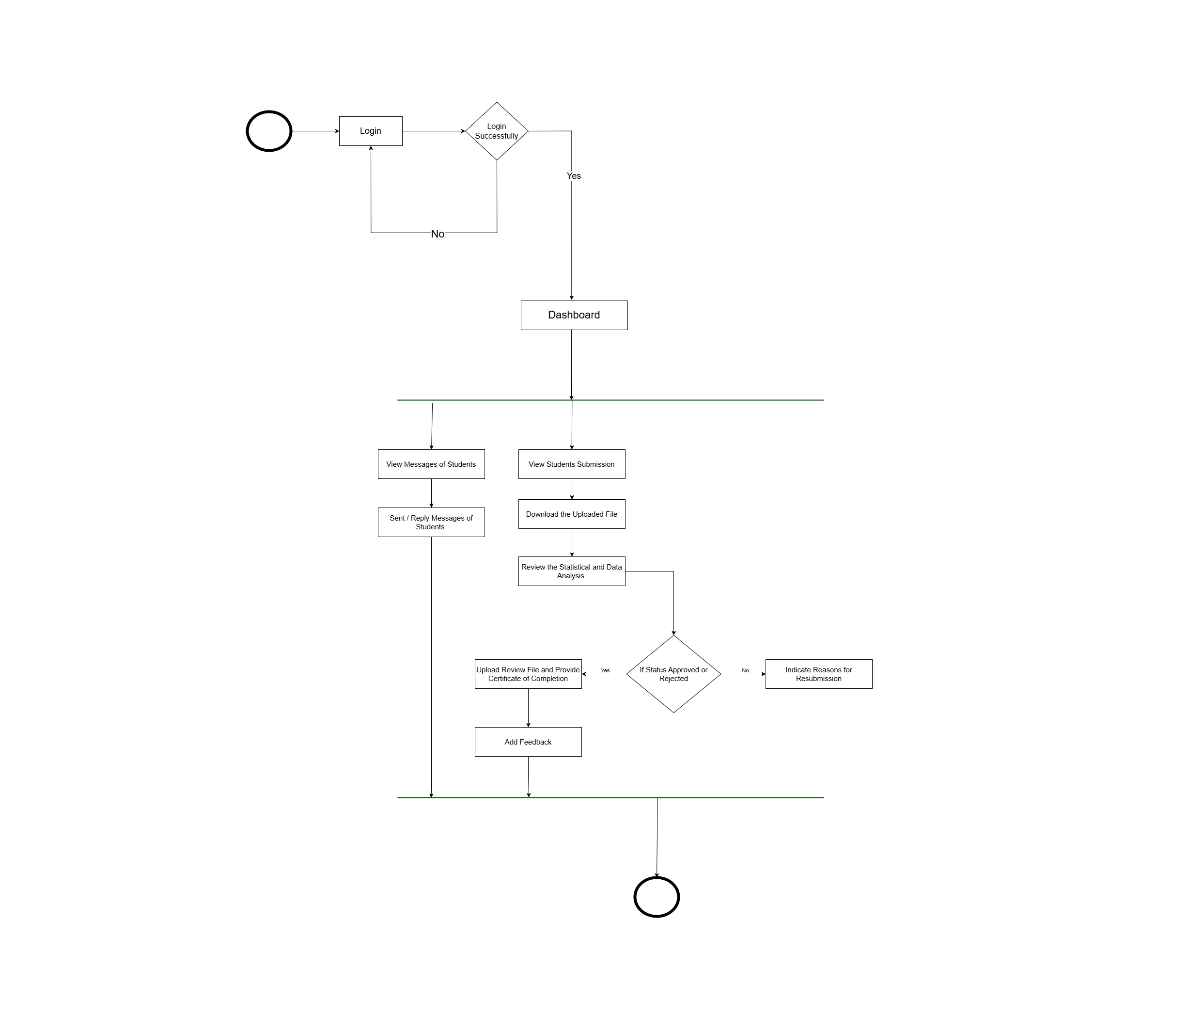 Login
Login
Successfully
Yes
No
Dashboard
View Messages of Students
View Students Submission
Sent / Reply Messages of
Students
Download the Uploaded File
Review the Statistical and Data
Analysis
Upload Review File and Provide
Certificate of Completion
Yes
If Status Approved or
Rejected
No
Indicate Reasons for
Resubmission
Add Feedback